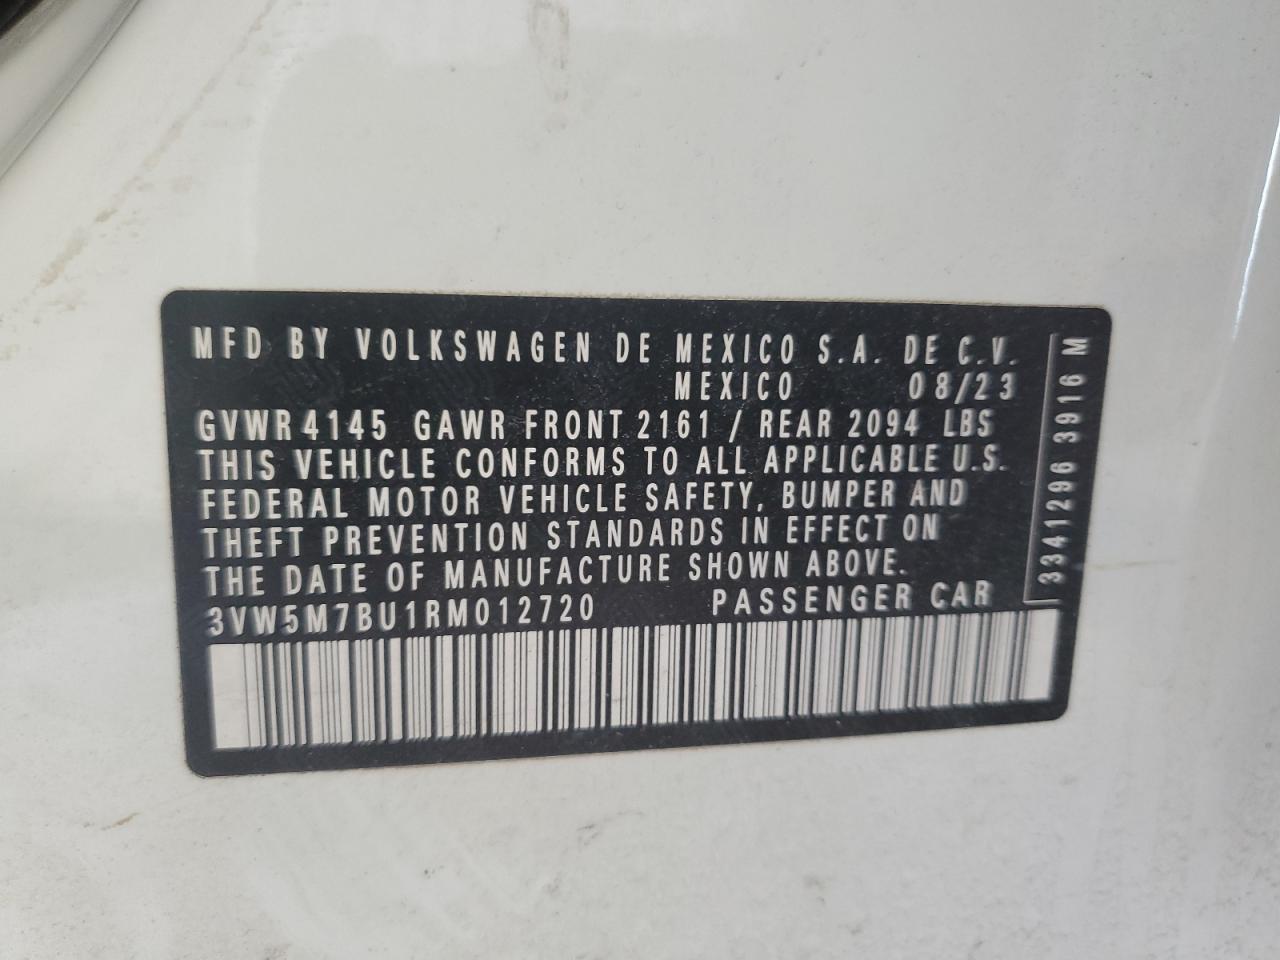 MFD BY VOLKSWAGEN DE MEXICO S.A. DE C.V.
MEXICO 08/23
GVWR 4145 GAWR FRONT 2161 / REAR 2094 LBS
THIS VEHICLE CONFORMS TO ALL APPLICABLE U.S.
FEDERAL MOTOR VEHICLE SAFETY, BUMPER AND
THEFT PREVENTION STANDARDS IN EFFECT ON
THE DATE OF MANUFACTURE SHOWN ABOVE.
3VW5M7BU1RM012720 PASSENGER CAR
3341296 3916 M